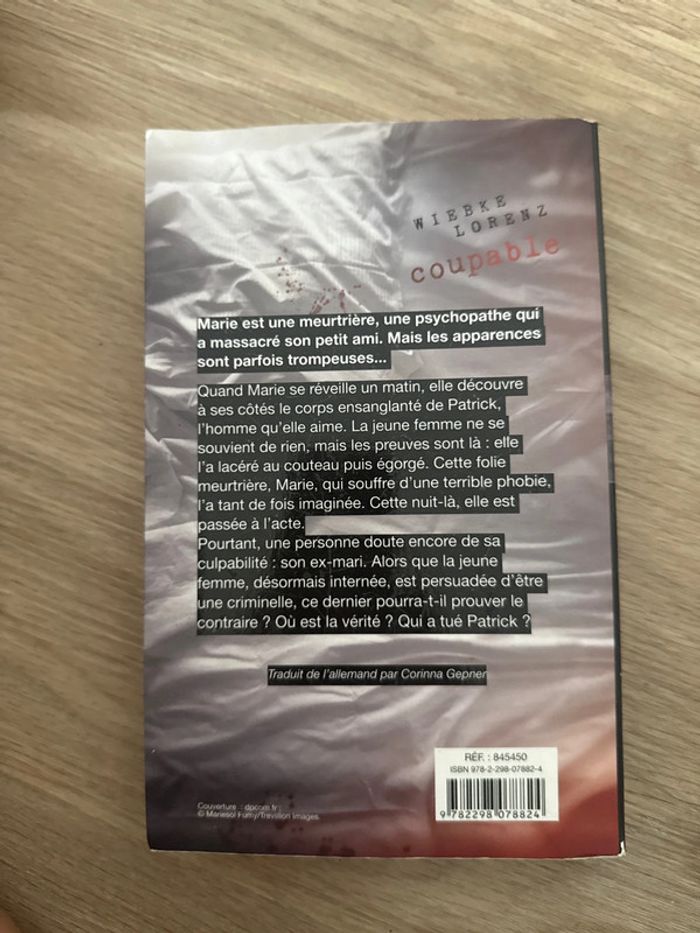 WIEBKE
LORENZ
coupable
Marie est une meurtrière, une psychopathe qui
a massacré son petit ami. Mais les apparences
sont parfois trompeuses...
Quand Marie se réveille un matin, elle découvre
à ses côtés le corps ensanglanté de Patrick,
l'homme qu'elle aime. La jeune femme ne se
souvient de rien, mais les preuves sont là : elle
l'a lacéré au couteau puis égorgé. Cette folie
meurtrière, Marie, qui souffre d'une terrible phobie,
l'a tant de fois imaginée. Cette nuit-là, elle est
passée à l'acte.
Pourtant, une personne doute encore de sa
culpabilité : son ex-mari. Alors que la jeune
femme, désormais internée, est persuadée d'être
une criminelle, ce dernier pourra-t-il prouver le
contraire ? Où est la vérité ? Qui a tué Patrick ?
Traduit de l'allemand par Corinna Gepner
RÉF. : 845450
ISBN 978-2-298-07882-4
9 782298 078824
Couverture : dpcom.fr ;
© Mariesol Fumy/Trevillion Images